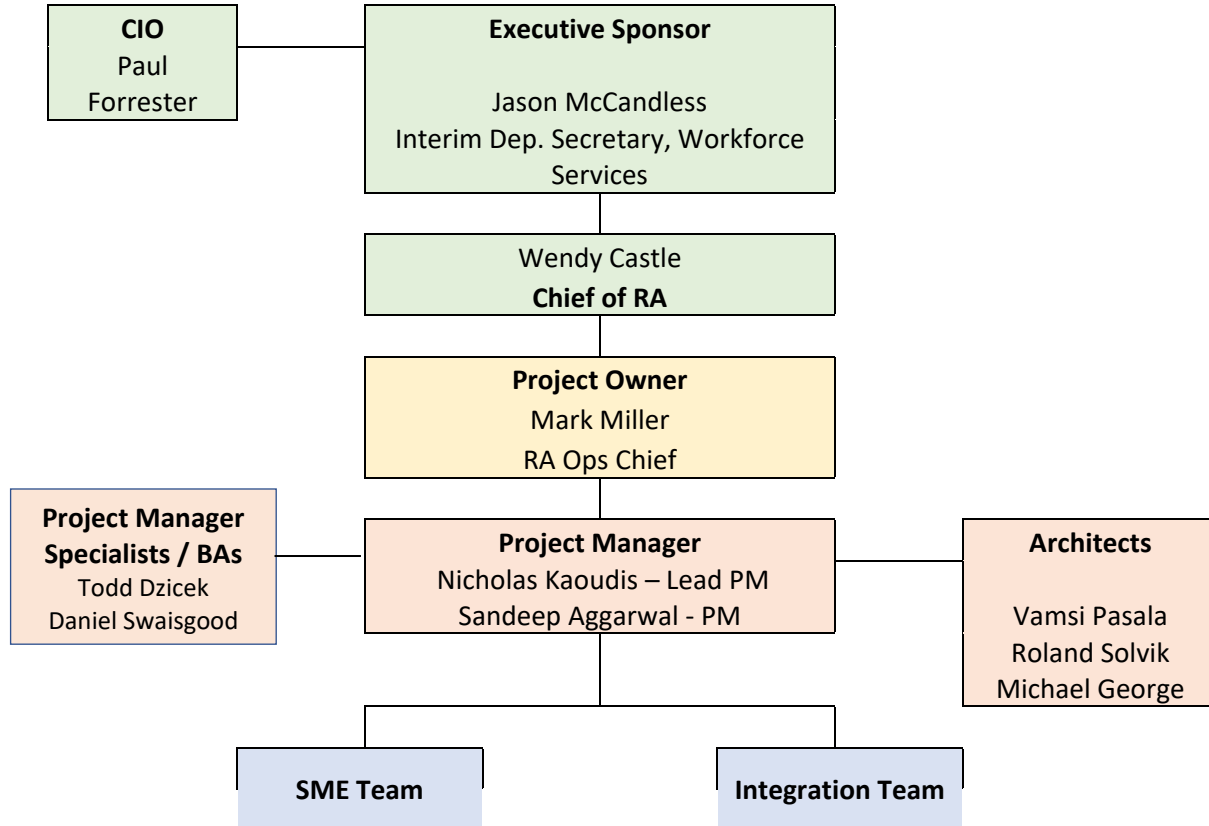 CIO
Paul
Forrester
Executive Sponsor
Jason McCandless
Interim Dep. Secretary, Workforce
Services
Wendy Castle
Chief of RA
Project Owner
Mark Miller
RA Ops Chief
Project Manager
Specialists / BAs
Todd Dzicek
Daniel Swaisgood
Project Manager
Nicholas Kaoudis – Lead PM
Sandeep Aggarwal - PM
Architects
Vamsi Pasala
Roland Solvik
Michael George
SME Team
Integration Team